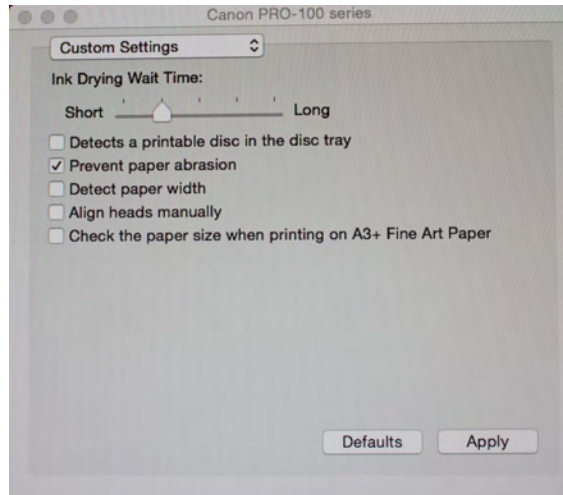 Canon PRO-100 series
Custom Settings
Ink Drying Wait Time:
Short Long
Detects a printable disc in the disc tray
Prevent paper abrasion
Detect paper width
Align heads manually
Check the paper size when printing on A3+ Fine Art Paper
Defaults Apply